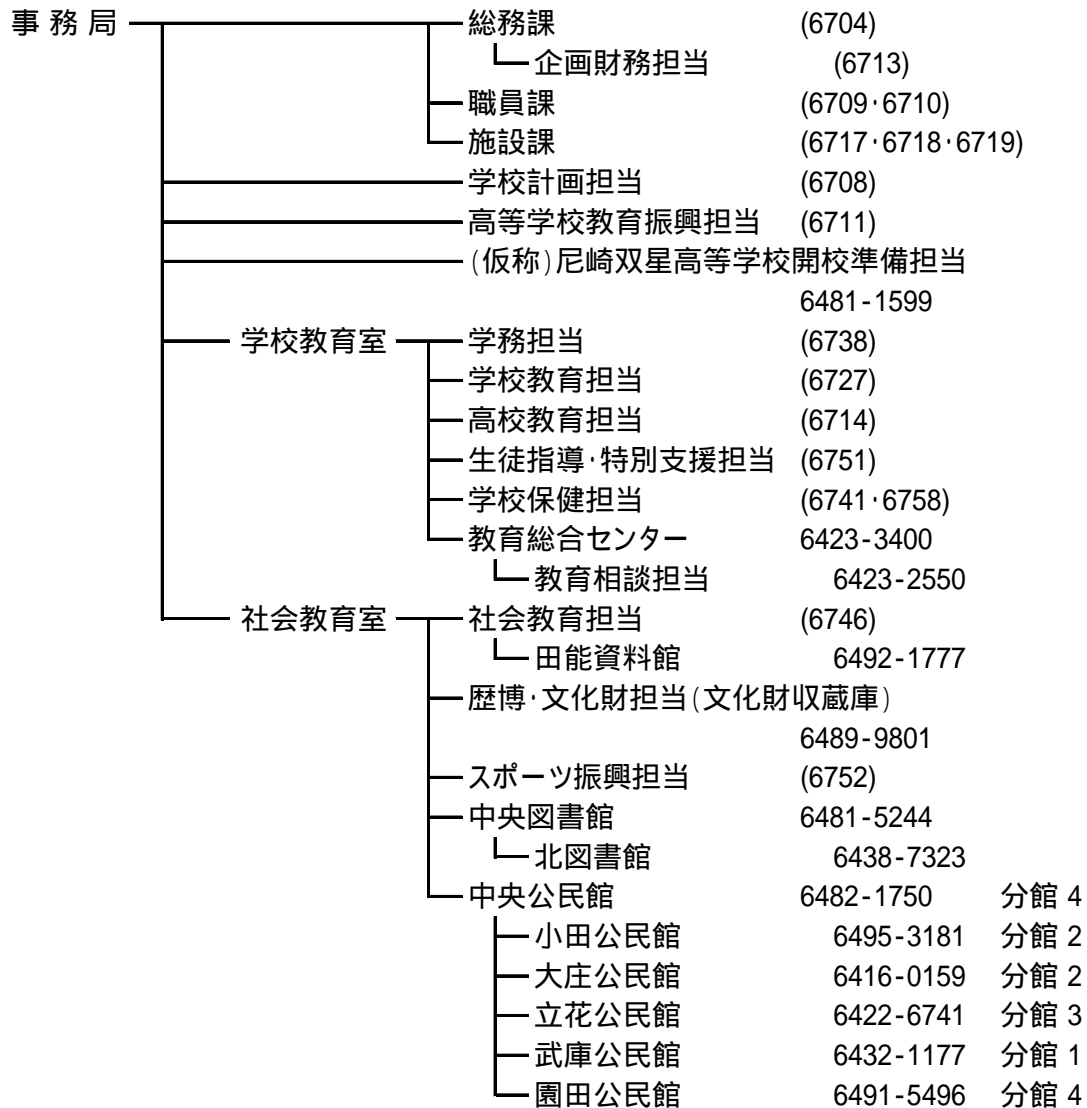 事務局 総務課 (6704)
企画財務担当 (6713)
職員課 (6709·6710)
施設課 (6717·6718·6719)
学校計画担当 (6708)
高等学校教育振興担当 (6711)
(仮称)尼崎双星高等学校開校準備担当
6481-1599
学校教育室 学務担当 (6738)
学校教育担当 (6727)
高校教育担当 (6714)
生徒指導·特別支援担当 (6751)
学校保健担当 (6741·6758)
教育総合センター 6423-3400
教育相談担当 6423-2550
社会教育室 社会教育担当 (6746)
田能資料館 6492-1777
歴博·文化財担当(文化財収蔵庫)
6489-9801
スポーツ振興担当 (6752)
中央図書館 6481-5244
北図書館 6438-7323
中央公民館 6482-1750 分館 4
小田公民館 6495-3181 分館 2
大庄公民館 6416-0159 分館 2
立花公民館 6422-6741 分館 3
武庫公民館 6432-1177 分館 1
園田公民館 6491-5496 分館 4